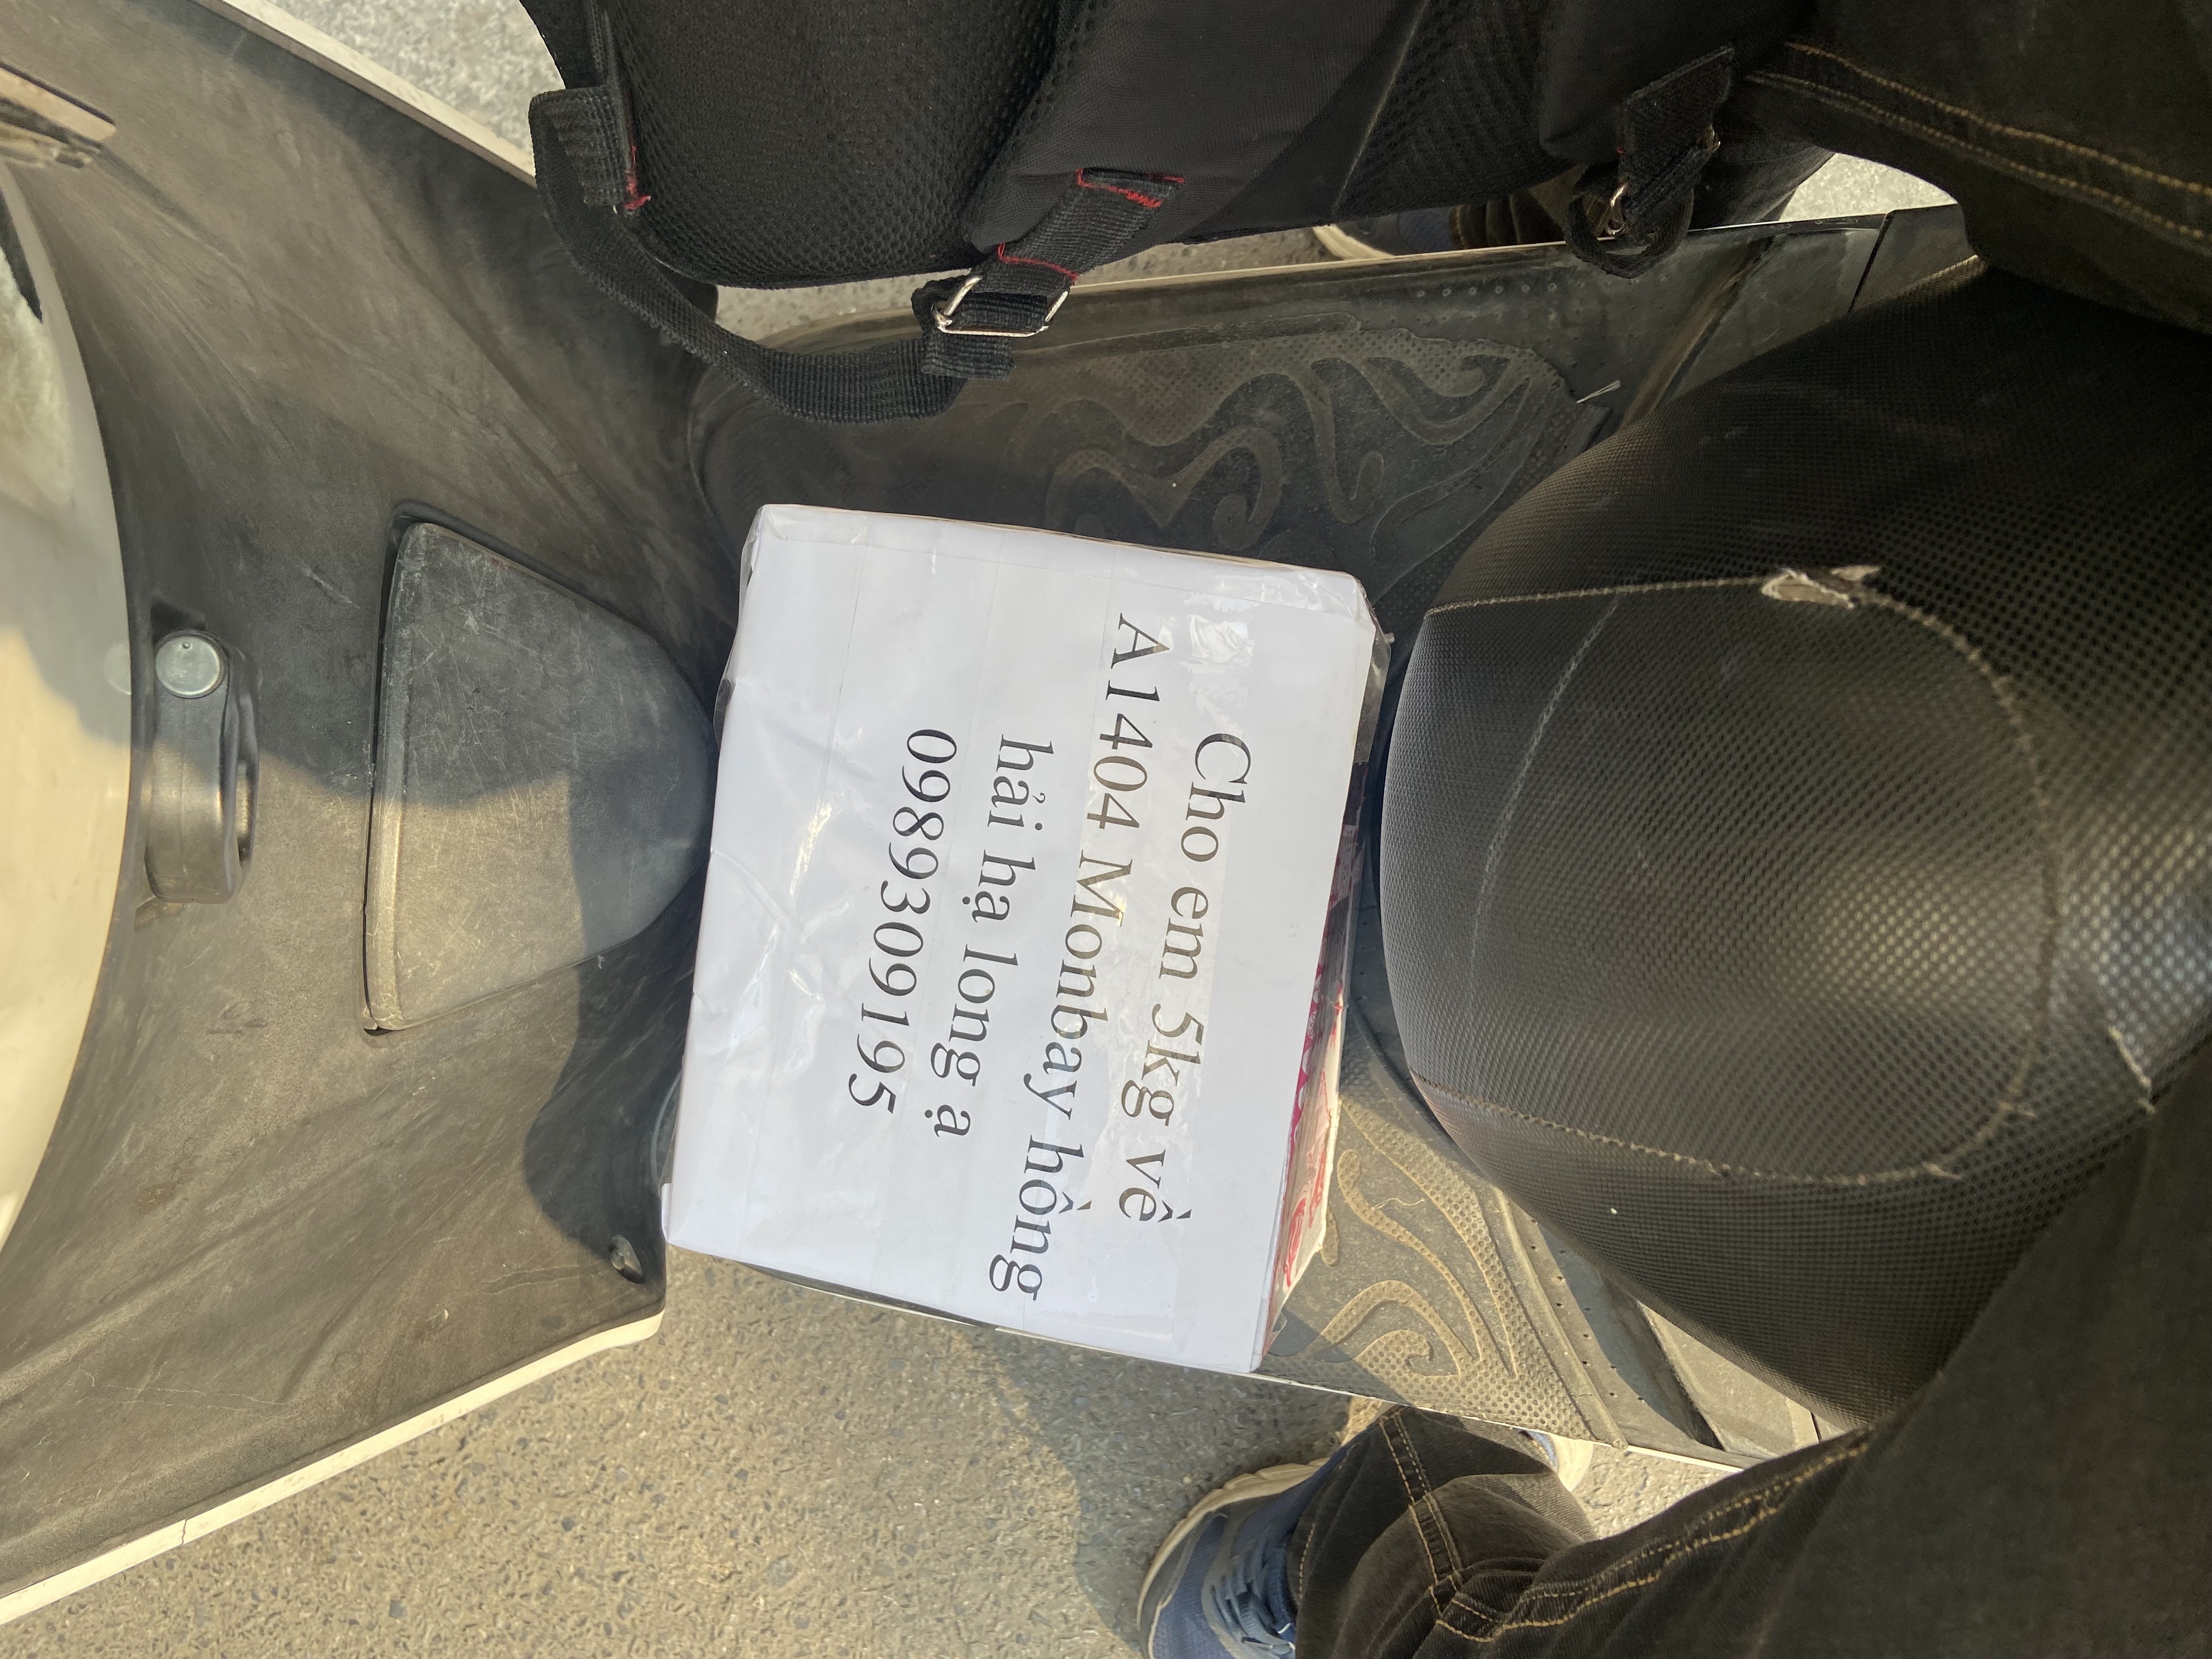 Cho em 5kg về
A1404 Monbay hồng
hải hạ long ạ
0989309195